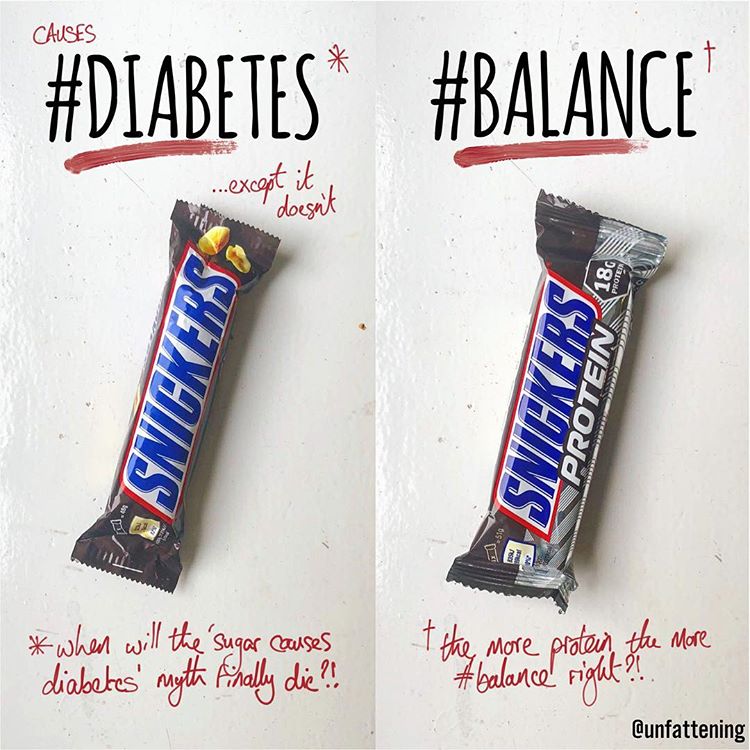 CAUSES
#DIABETES*
...except it
doesn't
SNICKERS
*when will the 'sugar causes
diabetes' myth finally die?!
#BALANCE†
18G
PROTEIN
SNICKERS
PROTEIN
=51G
† the more protein the more
#balance right?!
@unfattening